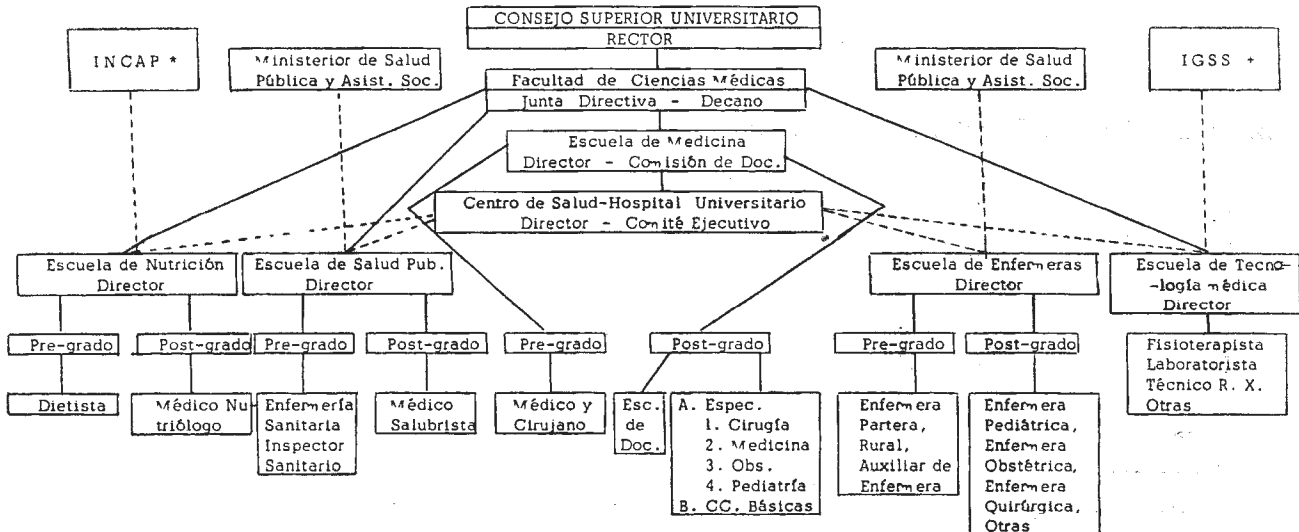 CONSEJO SUPERIOR UNIVERSITARIO
RECTOR
INCAP *
Ministerior de Salud
Pública y Asist. Soc.
Facultad de Ciencias Médicas
Junta Directiva - Decano
Ministerior de Salud
Pública y Asist. Soc.
IGSS +
Escuela de Medicina
Director - Comisión de Doc.
Centro de Salud-Hospital Universitario
Director - Comité Ejecutivo
Escuela de Nutrición
Director
Escuela de Salud Pub.
Director
Escuela de Enfermeras
Director
Escuela de Tecno-
-logía médica
Director
Pre-grado
Post-grado
Pre-grado
Post-grado
Pre-grado
Post-grado
Pre-grado
Post-grado
Dietista
Médico Nu-
triólogo
Enfermería
Sanitaria
Inspector
Sanitario
Médico
Salubrista
Médico y
Cirujano
Esc.
de
Doc.
A. Espec.
1. Cirugía
2. Medicina
3. Obs.
4. Pediatría
B. CC. Básicas
Enfermera
Partera,
Rural,
Auxiliar de
Enfermera
Enfermera
Pediátrica,
Enfermera
Obstétrica,
Enfermera
Quirúrgica,
Otras
Fisioterapista
Laboratorista
Técnico R. X.
Otras